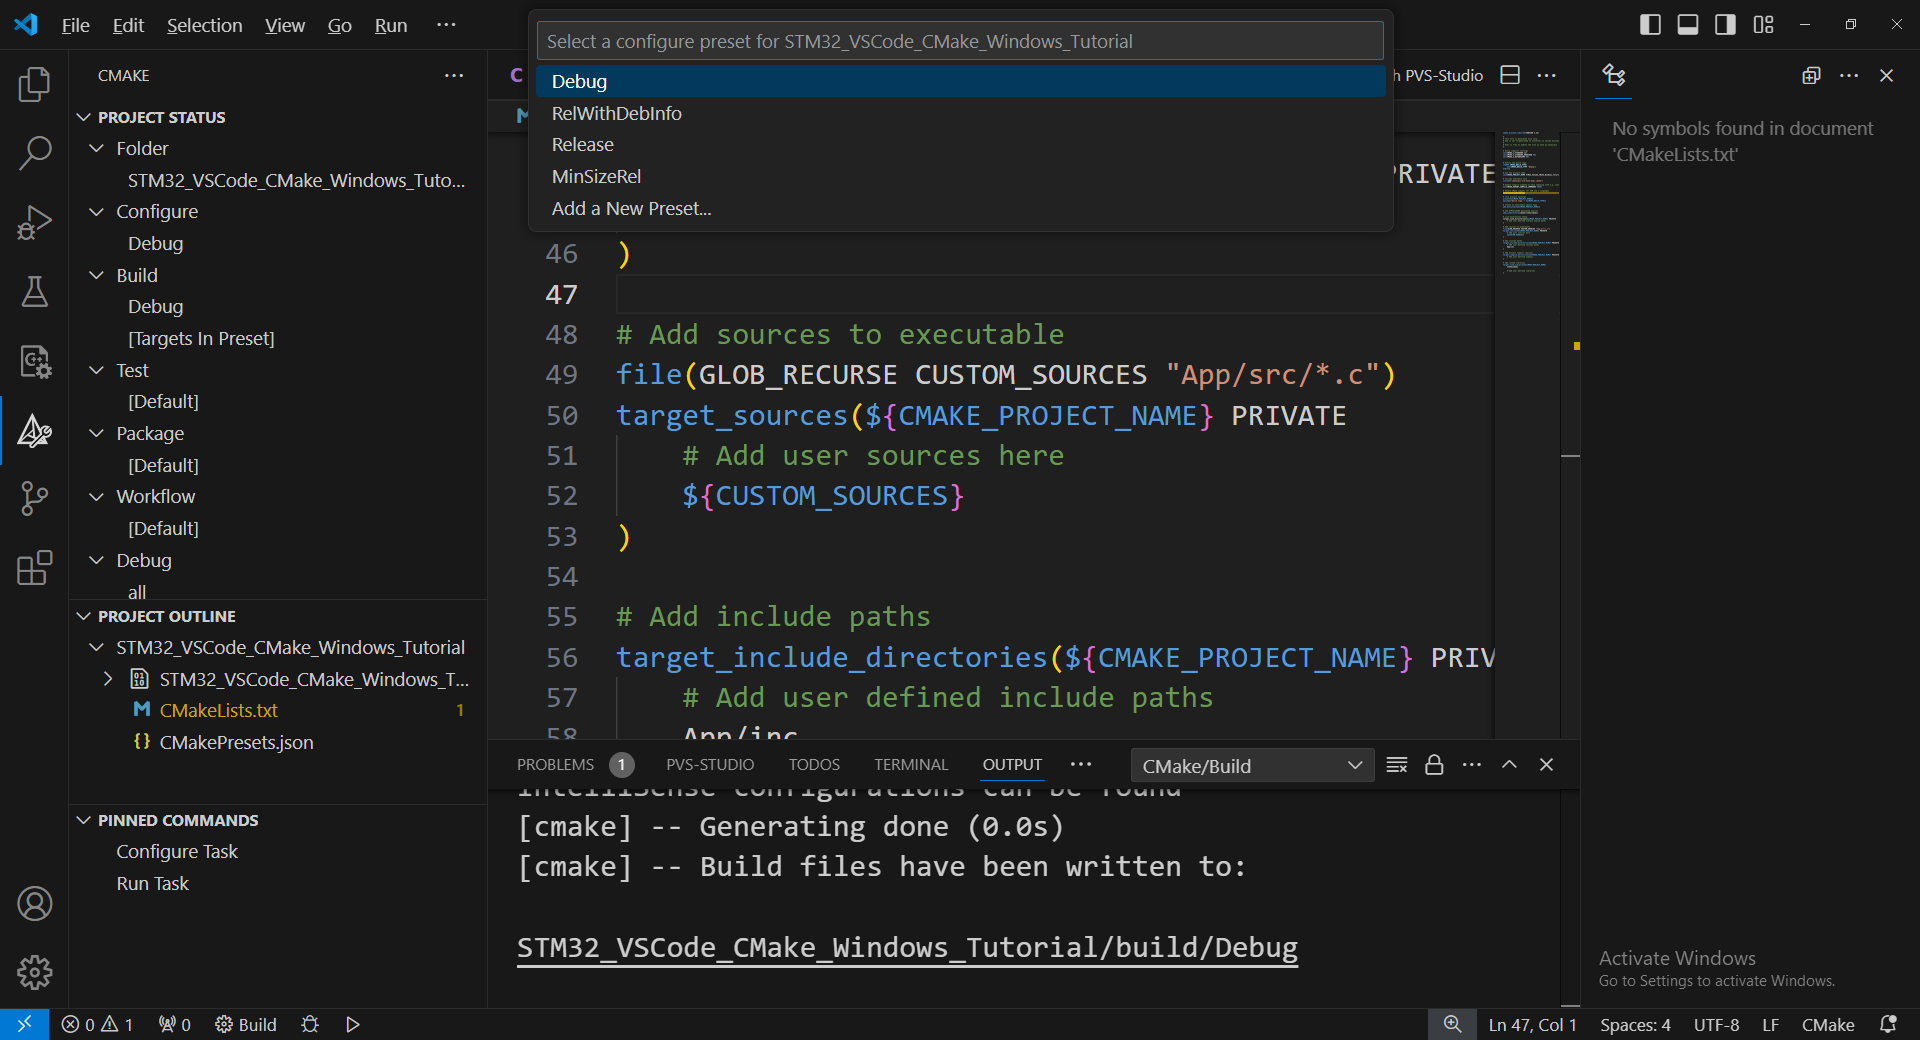 File Edit Selection View Go Run ···
Select a configure preset for STM32_VSCode_CMake_Windows_Tutorial
Debug
RelWithDebInfo
Release
MinSizeRel
Add a New Preset...
CMAKE
PROJECT STATUS
Folder
STM32_VSCode_CMake_Windows_Tuto...
Configure
Debug
Build
Debug
[Targets In Preset]
Test
[Default]
Package
[Default]
Workflow
[Default]
Debug
all
PROJECT OUTLINE
STM32_VSCode_CMake_Windows_Tutorial
STM32_VSCode_CMake_Windows_T...
CMakeLists.txt 1
CMakePresets.json
PINNED COMMANDS
Configure Task
Run Task
C
M
h PVS-Studio
PRIVATE
46 )
47
48 # Add sources to executable
49 file(GLOB_RECURSE CUSTOM_SOURCES "App/src/*.c")
50 target_sources(${CMAKE_PROJECT_NAME} PRIVATE
51 # Add user sources here
52 ${CUSTOM_SOURCES}
53 )
54
55 # Add include paths
56 target_include_directories(${CMAKE_PROJECT_NAME} PRIV
57 # Add user defined include paths
58 App/inc
No symbols found in document
'CMakeLists.txt'
PROBLEMS 1 PVS-STUDIO TODOS TERMINAL OUTPUT ··· CMake/Build
IntelliSense configurations can be found
[cmake] -- Generating done (0.0s)
[cmake] -- Build files have been written to:
STM32_VSCode_CMake_Windows_Tutorial/build/Debug
Activate Windows
Go to Settings to activate Windows.
0 1 0 Build Ln 47, Col 1 Spaces: 4 UTF-8 LF CMake